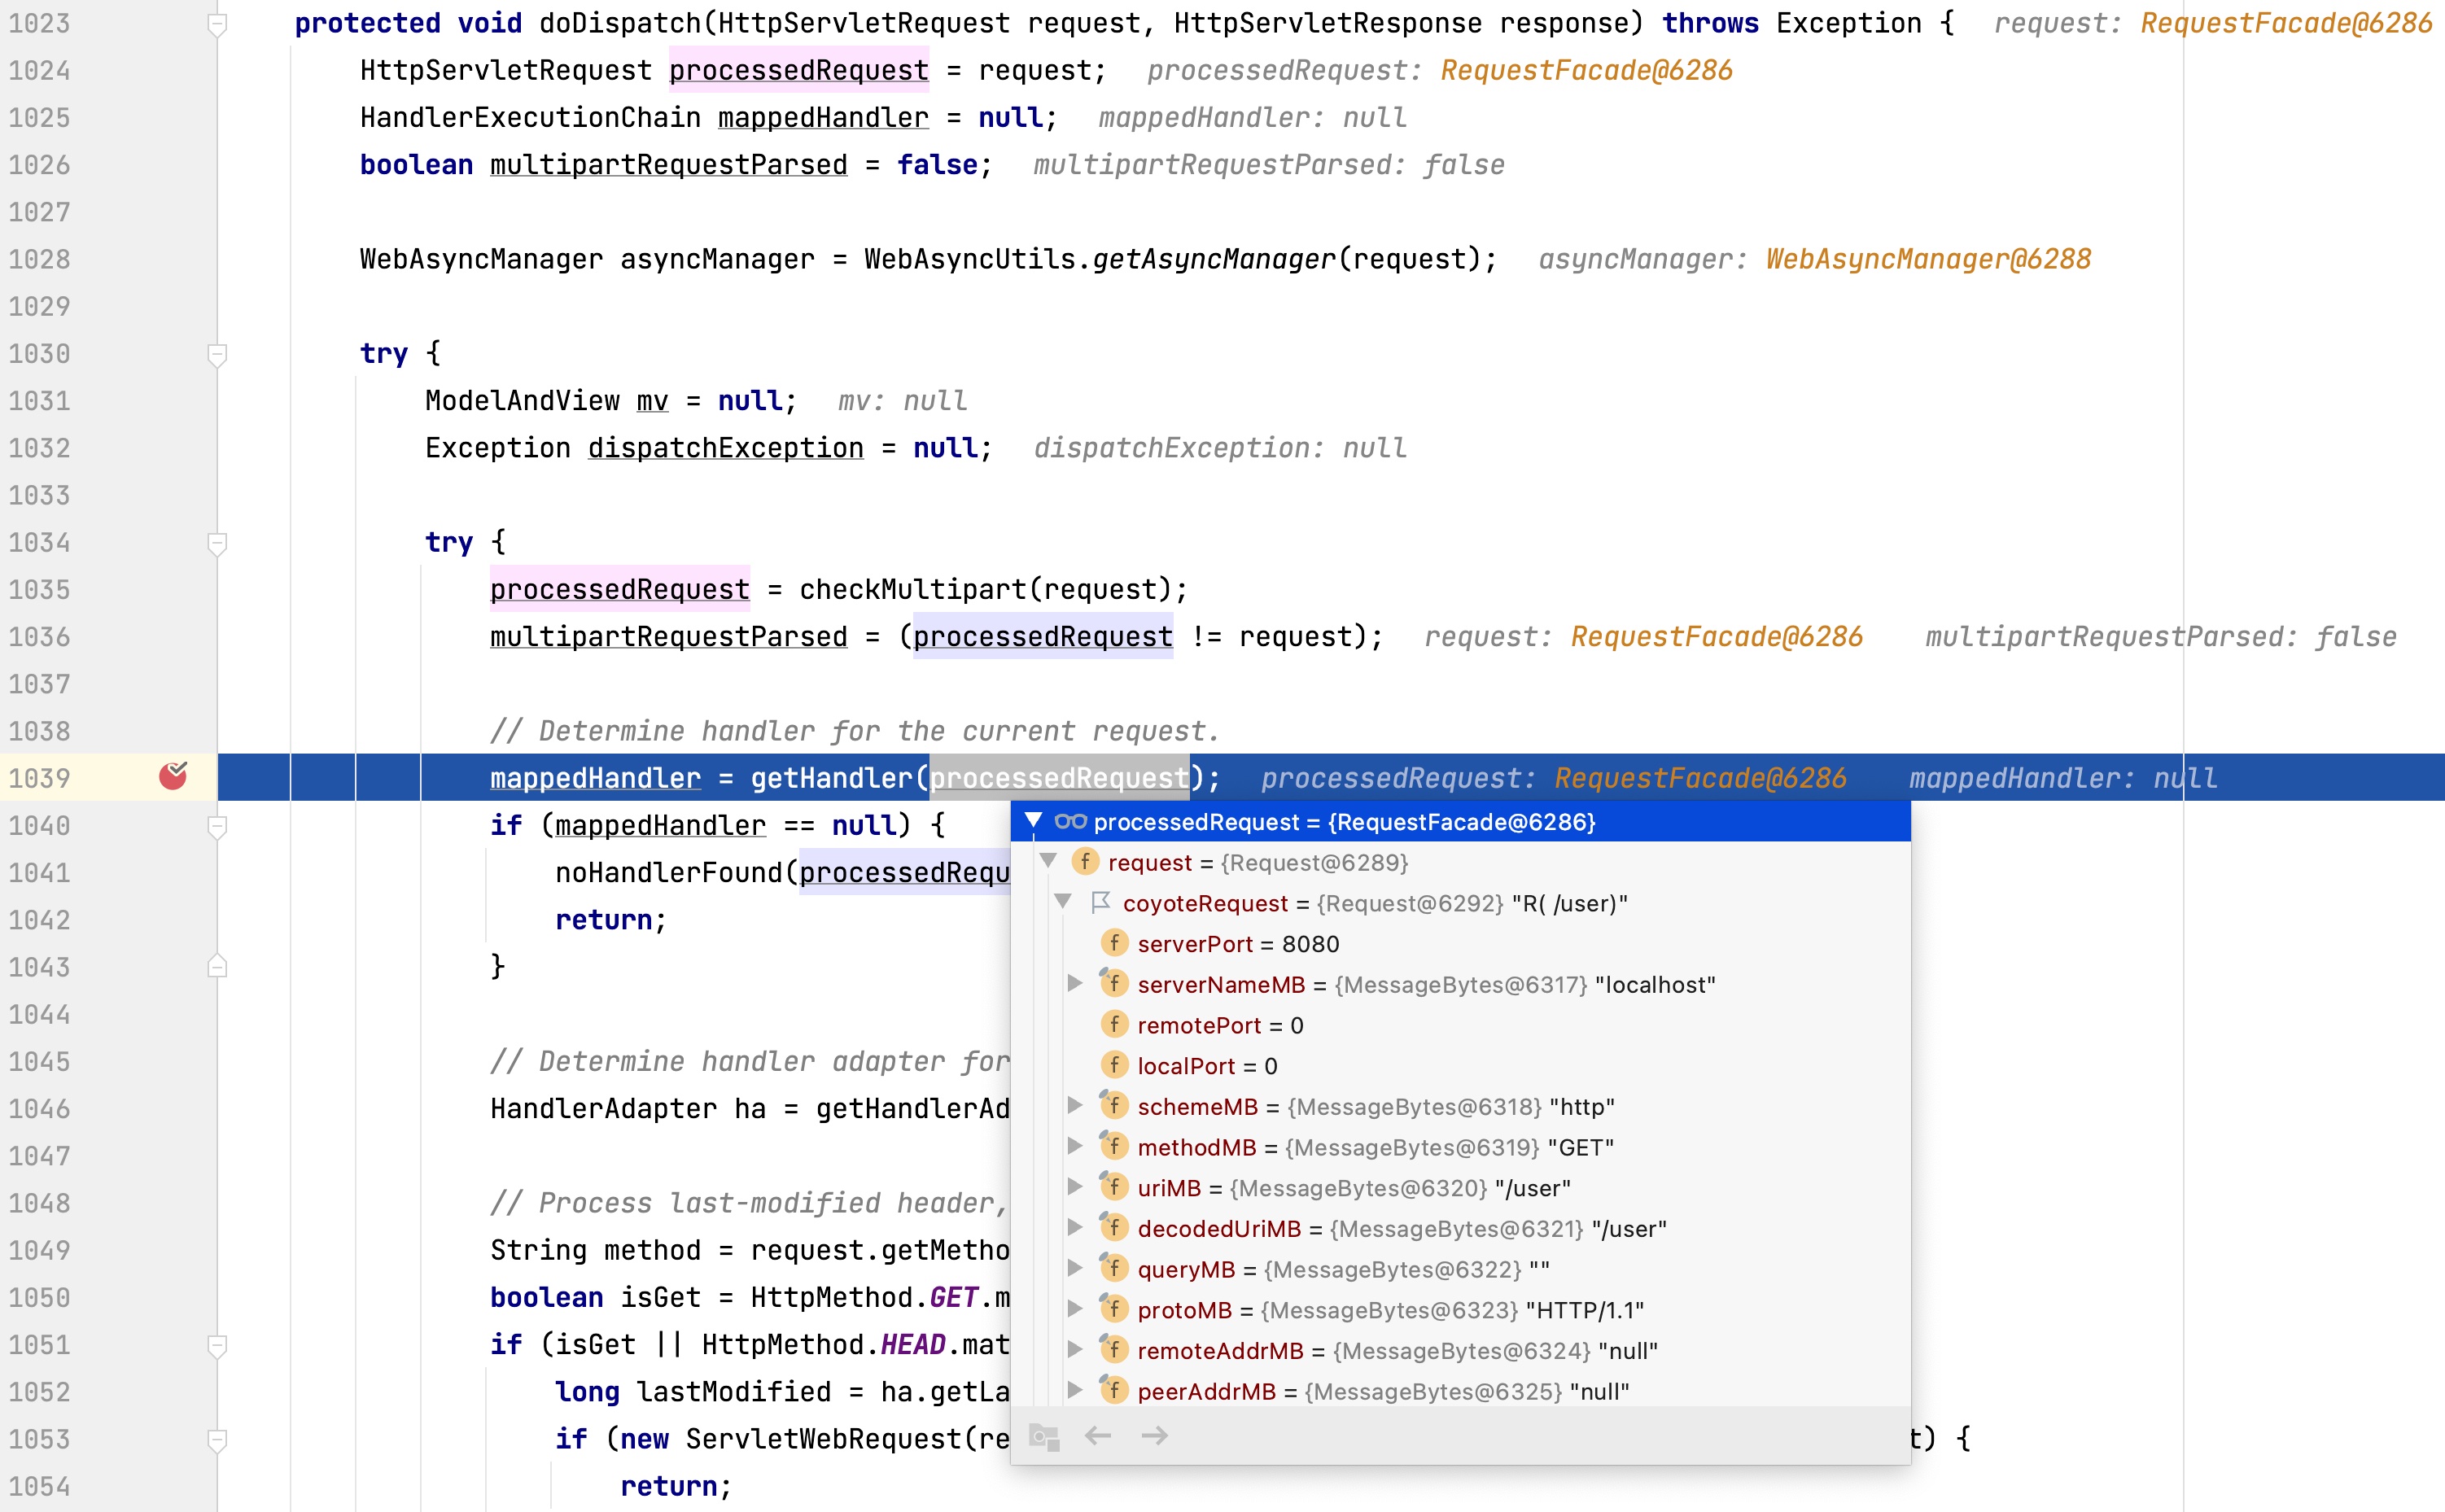 1023 protected void doDispatch(HttpServletRequest request, HttpServletResponse response) throws Exception { request: RequestFacade@6286
1024 HttpServletRequest processedRequest = request; processedRequest: RequestFacade@6286
1025 HandlerExecutionChain mappedHandler = null; mappedHandler: null
1026 boolean multipartRequestParsed = false; multipartRequestParsed: false
1027
1028 WebAsyncManager asyncManager = WebAsyncUtils.getAsyncManager(request); asyncManager: WebAsyncManager@6288
1029
1030 try {
1031 ModelAndView mv = null; mv: null
1032 Exception dispatchException = null; dispatchException: null
1033
1034 try {
1035 processedRequest = checkMultipart(request);
1036 multipartRequestParsed = (processedRequest != request); request: RequestFacade@6286 multipartRequestParsed: false
1037
1038 // Determine handler for the current request.
1039 mappedHandler = getHandler(processedRequest); processedRequest: RequestFacade@6286 mappedHandler: null
1040 if (mappedHandler == null) {
1041 noHandlerFound(processedRequ
1042 return;
1043 }
1044
1045 // Determine handler adapter for
1046 HandlerAdapter ha = getHandlerAd
1047
1048 // Process last-modified header,
1049 String method = request.getMetho
1050 boolean isGet = HttpMethod.GET.m
1051 if (isGet || HttpMethod.HEAD.mat
1052 long lastModified = ha.getLa
1053 if (new ServletWebRequest(re t) {
1054 return;
processedRequest = {RequestFacade@6286}
f request = {Request@6289}
coyoteRequest = {Request@6292} "R( /user)"
f serverPort = 8080
f serverNameMB = {MessageBytes@6317} "localhost"
f remotePort = 0
f localPort = 0
f schemeMB = {MessageBytes@6318} "http"
f methodMB = {MessageBytes@6319} "GET"
f uriMB = {MessageBytes@6320} "/user"
f decodedUriMB = {MessageBytes@6321} "/user"
f queryMB = {MessageBytes@6322} ""
f protoMB = {MessageBytes@6323} "HTTP/1.1"
f remoteAddrMB = {MessageBytes@6324} "null"
f peerAddrMB = {MessageBytes@6325} "null"